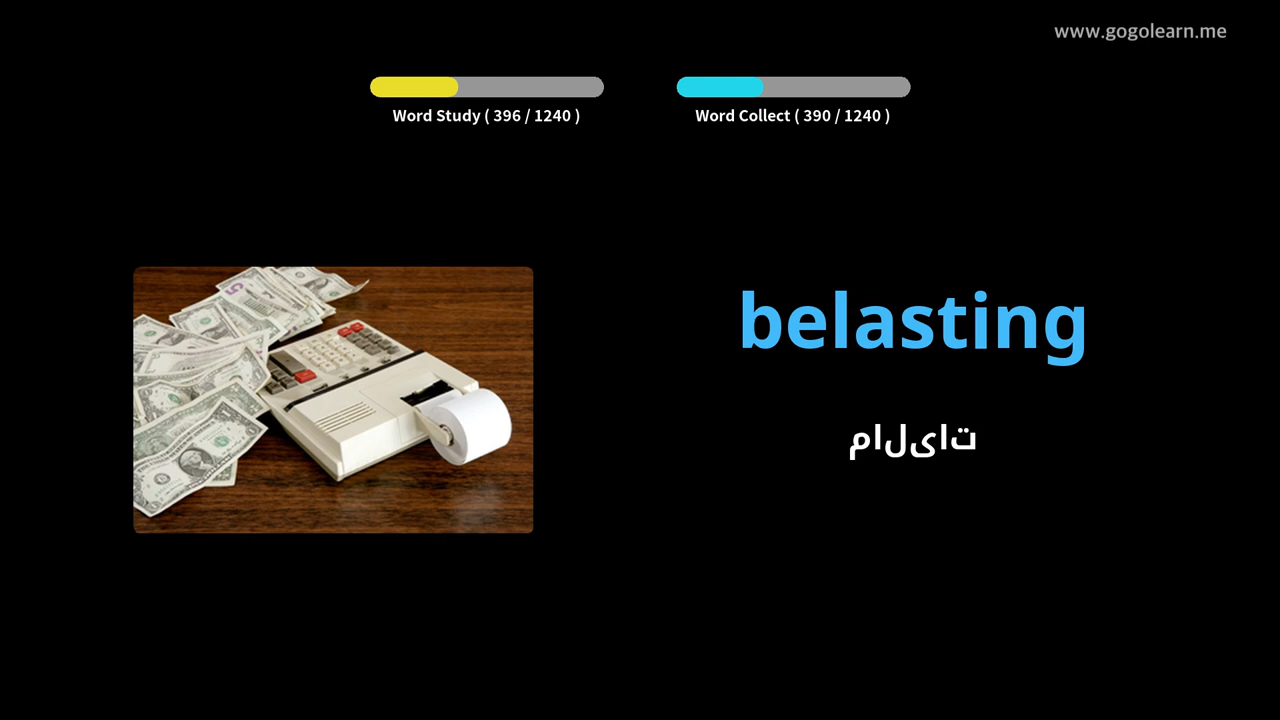 www.gogolearn.me
Word Study ( 396 / 1240 )
Word Collect ( 390 / 1240 )
belasting
مالیات